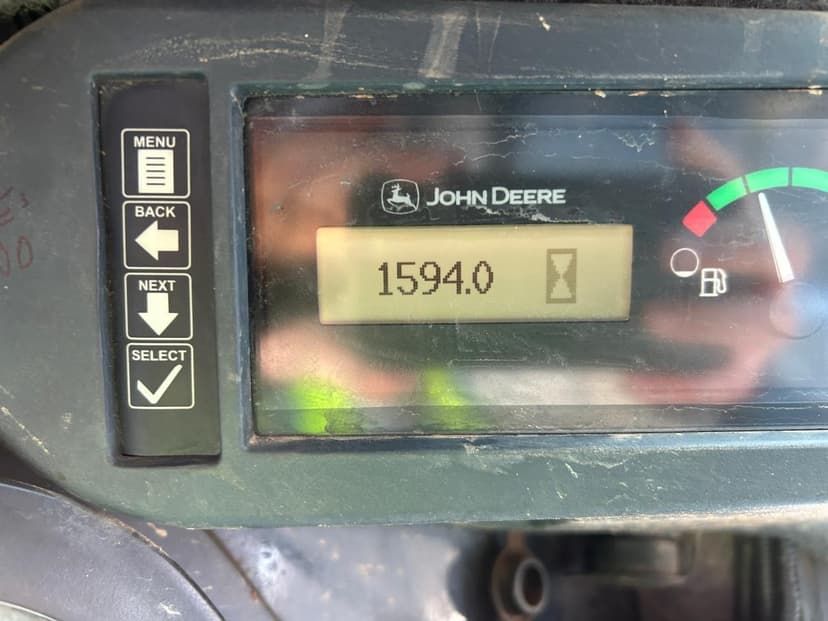 MENU
BACK
NEXT
SELECT
JOHN DEERE
1594.0